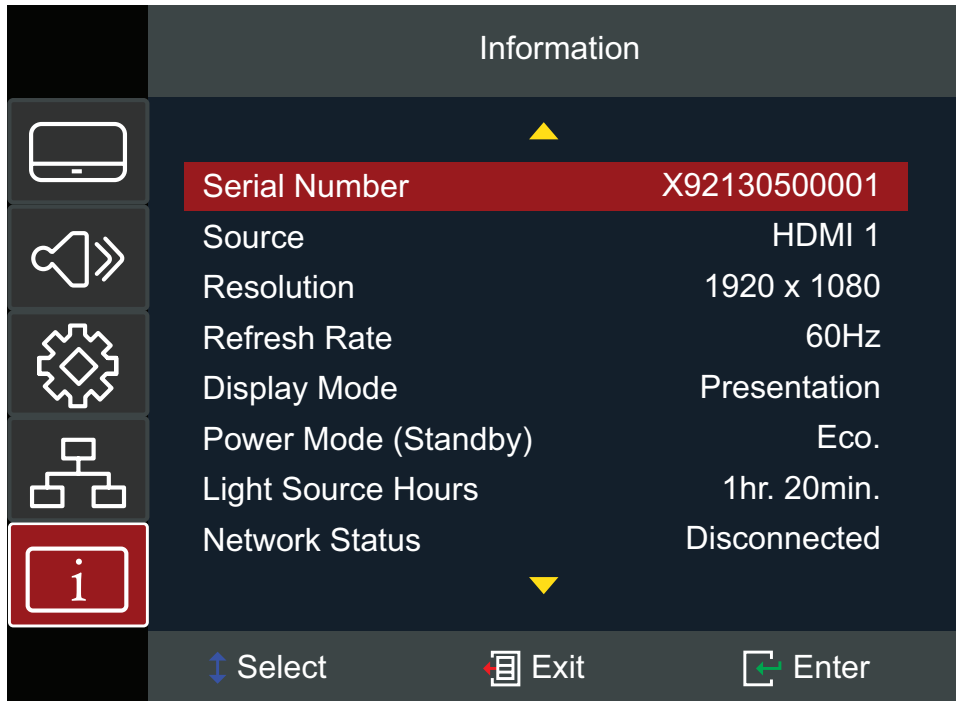 Information
Serial Number X92130500001
Source HDMI 1
Resolution 1920 x 1080
Refresh Rate 60Hz
Display Mode Presentation
Power Mode (Standby) Eco.
Light Source Hours 1hr. 20min.
Network Status Disconnected
i
Select Exit Enter